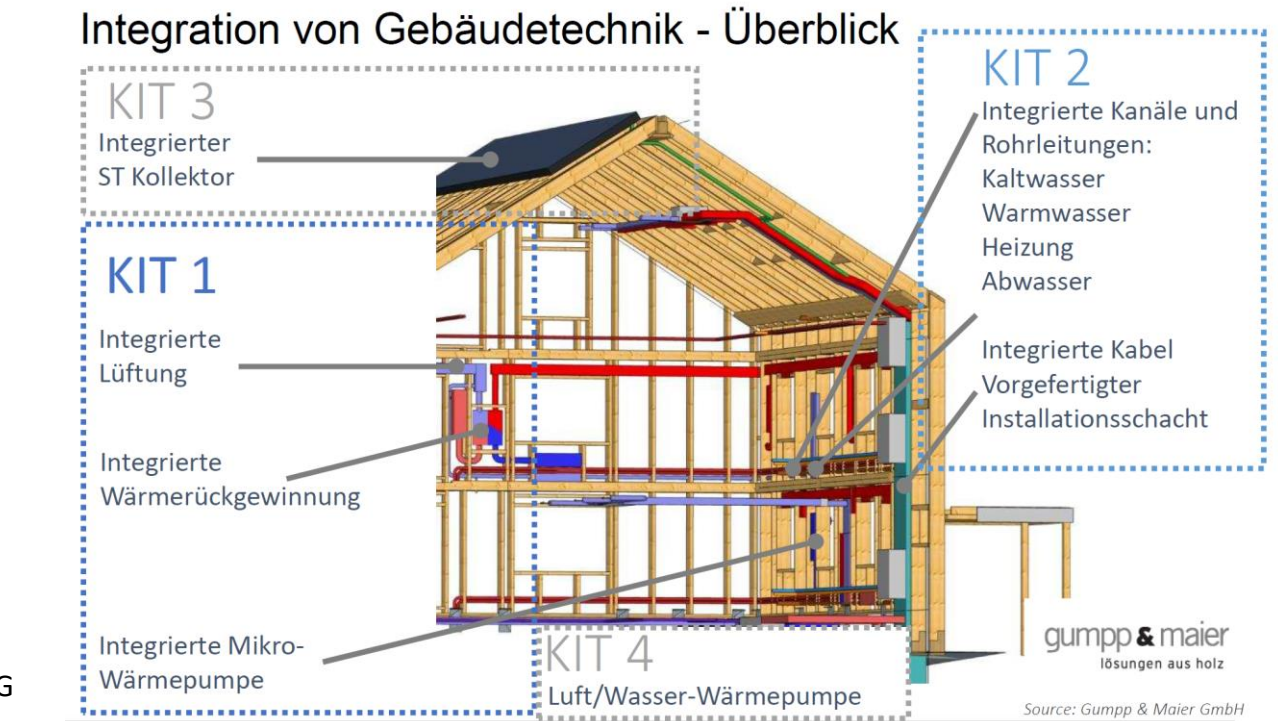 Integration von Gebäudetechnik - Überblick
KIT 3
Integrierter
ST Kollektor
KIT 2
Integrierte Kanäle und
Rohrleitungen:
Kaltwasser
Warmwasser
Heizung
Abwasser
Integrierte Kabel
Vorgefertigter
Installationsschacht
KIT 1
Integrierte
Lüftung
Integrierte
Wärmerückgewinnung
Integrierte Mikro-
Wärmepumpe
KIT 4
Luft/Wasser-Wärmepumpe
gumpp & maier
lösungen aus holz
Source: Gumpp & Maier GmbH
G